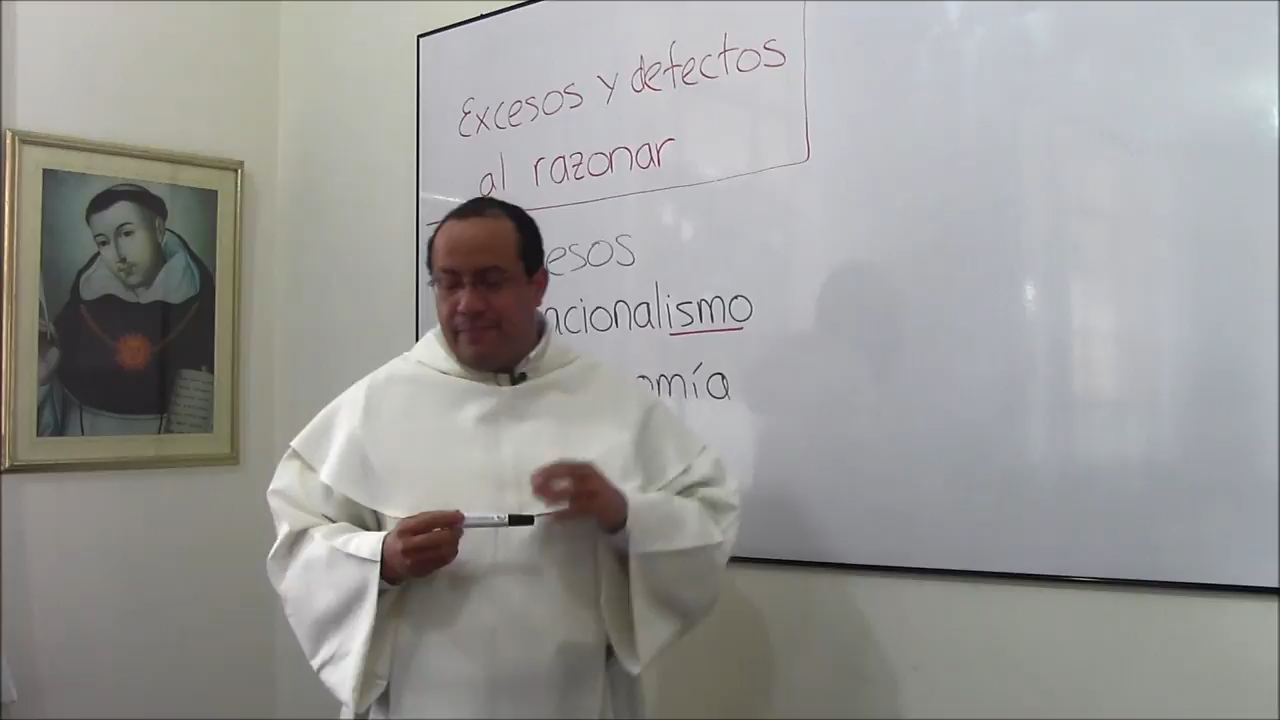 Excesos y defectos
al razonar
esos
acionalismo
omía